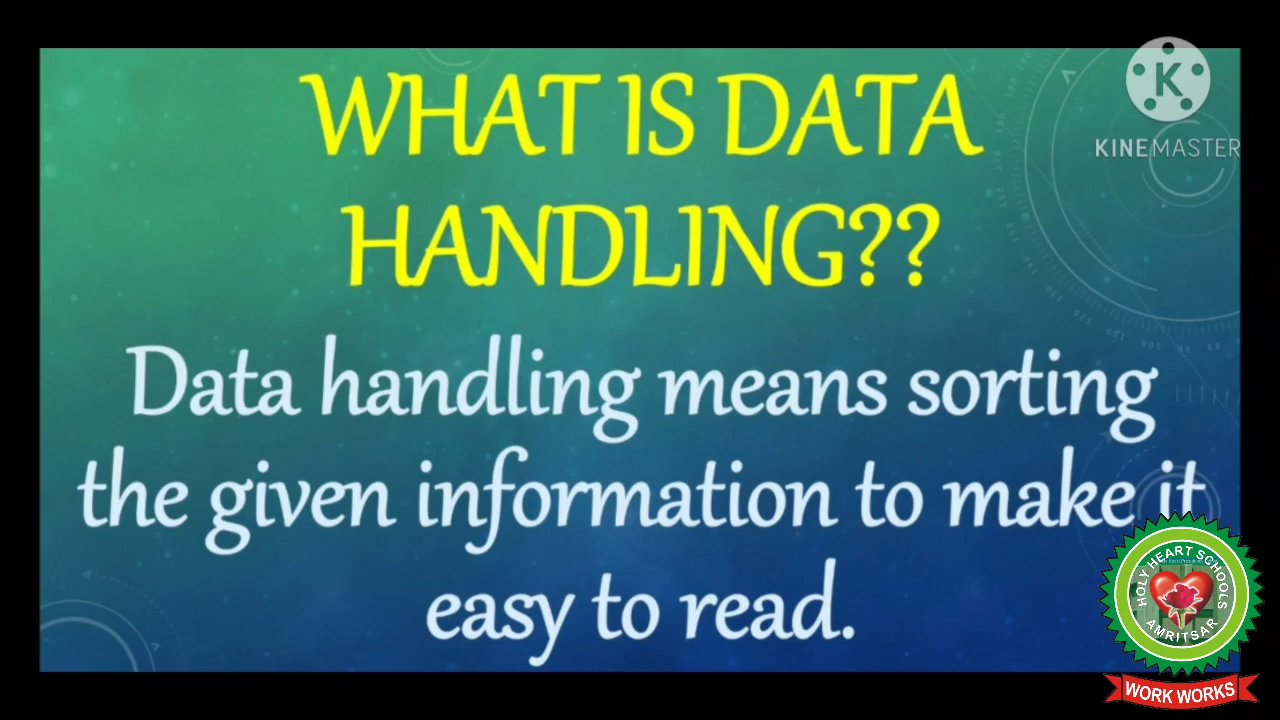 WHAT IS DATA
HANDLING??
Data handling means sorting
the given information to make it
easy to read.
K
KINEMASTER
HOLY HEART SCHOOLS
AMRITSAR
WORK WORKS